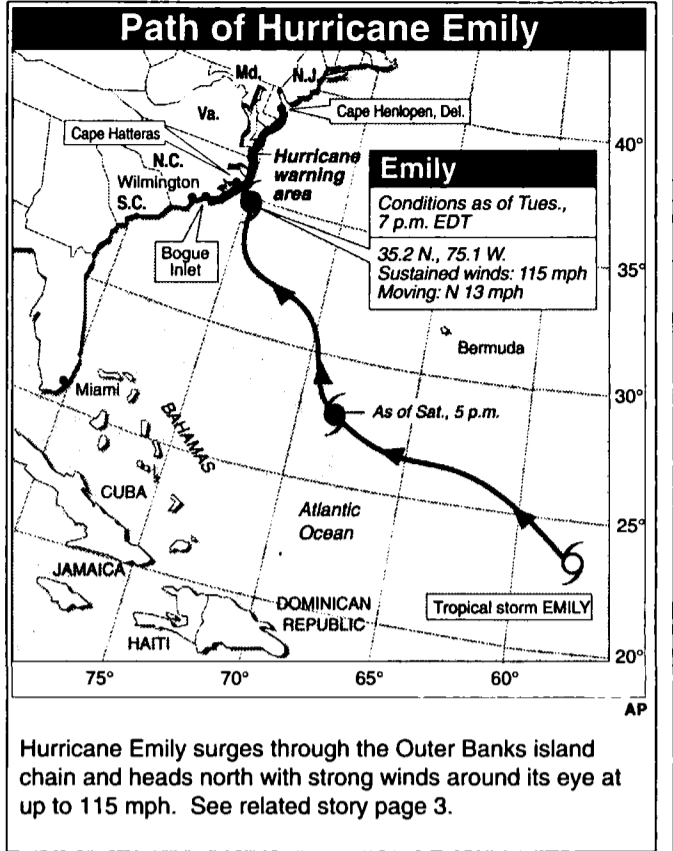 Path of Hurricane Emily
Md.
N.J.
Va.
Cape Henlopen, Del.
Cape Hatteras
40°
N.C.
Hurricane
warning
area
Wilmington
S.C.
Emily
Conditions as of Tues.,
7 p.m. EDT
35.2 N., 75.1 W.
Sustained winds: 115 mph
Moving: N 13 mph
Bogue
Inlet
35°
Bermuda
Miami
30°
As of Sat., 5 p.m.
BAHAMAS
CUBA
Atlantic
Ocean
25°
JAMAICA
DOMINICAN
REPUBLIC
Tropical storm EMILY
HAITI
20°
75°
70°
65°
60°
AP
Hurricane Emily surges through the Outer Banks island
chain and heads north with strong winds around its eye at
up to 115 mph. See related story page 3.